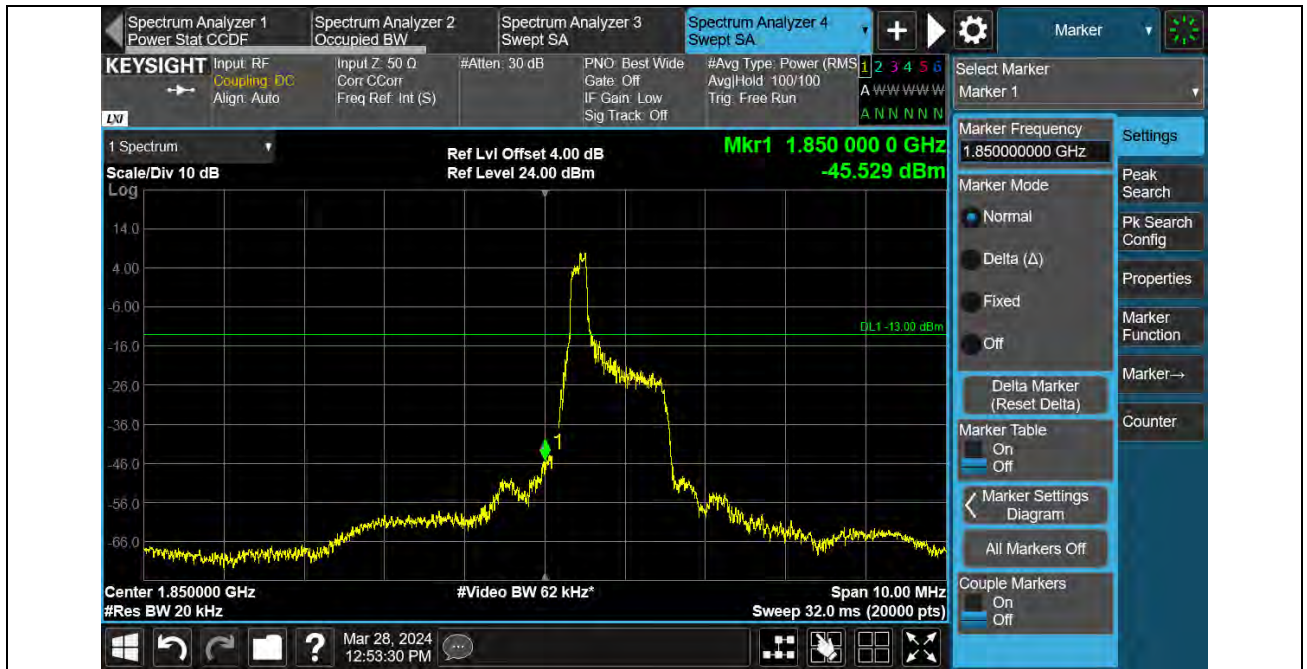 Spectrum Analyzer 1
Power Stat CCDF
Spectrum Analyzer 2
Occupied BW
Spectrum Analyzer 3
Swept SA
Spectrum Analyzer 4
Swept SA
Marker
KEYSIGHT
LXI
Input: RF
Coupling: DC
Align: Auto
Input Z: 50 Ω
Corr CCorr
Freq Ref: Int (S)
#Atten: 30 dB
PNO: Best Wide
Gate: Off
IF Gain: Low
Sig Track: Off
#Avg Type: Power (RMS
Avg|Hold: 100/100
Trig: Free Run
1 2 3 4 5 6
A W W W W W
A N N N N N
Select Marker
Marker 1
1 Spectrum
Scale/Div 10 dB
Ref Lvl Offset 4.00 dB
Ref Level 24.00 dBm
Mkr1 1.850 000 0 GHz
-45.529 dBm
Log
14.0
4.00
-6.00
-16.0
-26.0
-36.0
-46.0
-56.0
-66.0
DL1 -13.00 dBm
1
Center 1.850000 GHz
#Res BW 20 kHz
#Video BW 62 kHz*
Span 10.00 MHz
Sweep 32.0 ms (20000 pts)
Marker Frequency
1.850000000 GHz
Marker Mode
Normal
Delta (Δ)
Fixed
Off
Delta Marker
(Reset Delta)
Marker Table
On
Off
Marker Settings
Diagram
All Markers Off
Couple Markers
On
Off
Settings
Peak
Search
Pk Search
Config
Properties
Marker
Function
Marker→
Counter
?
Mar 28, 2024
12:53:30 PM